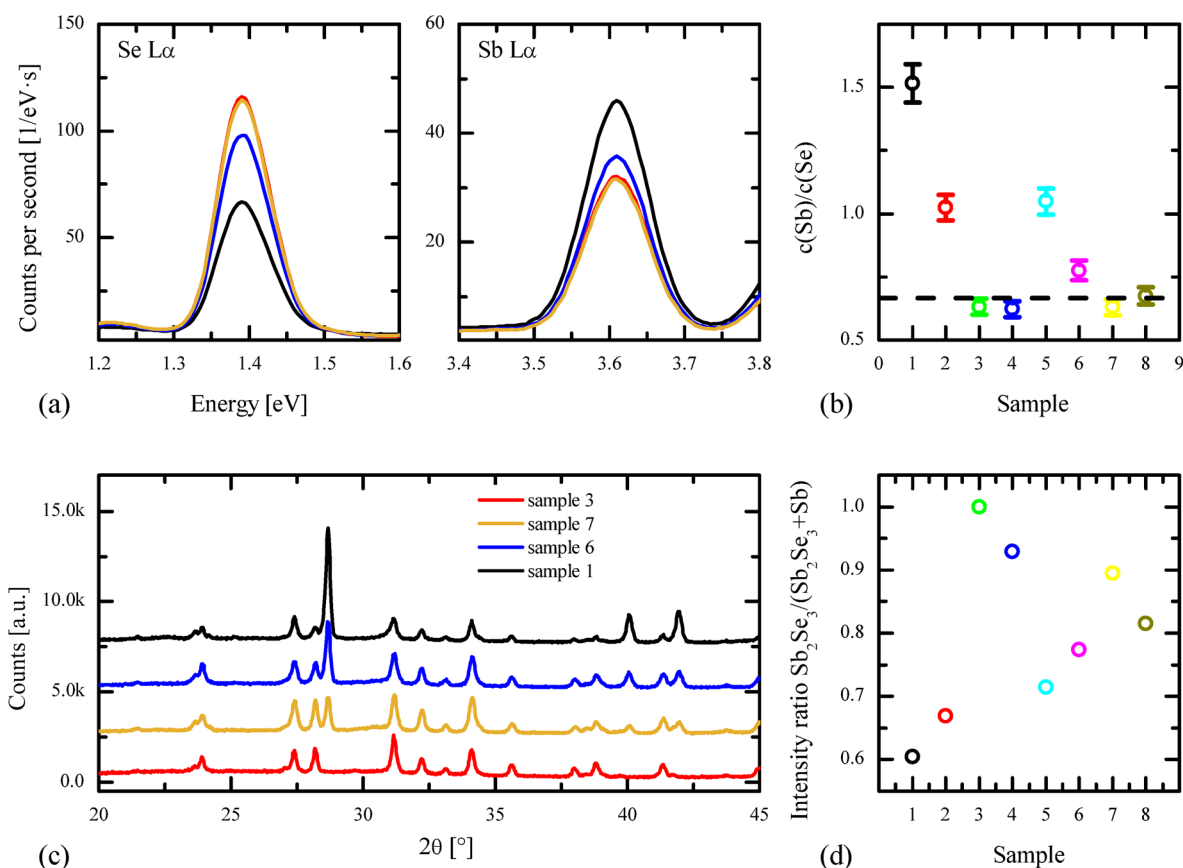 Se Lα
Counts per second [1/eV·s]
150
100
50
1.2 1.3 1.4 1.5 1.6
(a)
Energy [eV]
Sb Lα
60
40
20
3.4 3.5 3.6 3.7 3.8
c(Sb)/c(Se)
1.5
1.0
0.5
0 1 2 3 4 5 6 7 8 9
(b)
Sample
Counts [a.u.]
15.0k
10.0k
5.0k
0.0
sample 3
sample 7
sample 6
sample 1
20 25 30 35 40 45
(c)
2θ [°]
Intensity ratio Sb₂Se₃/(Sb₂Se₃+Sb)
1.0
0.9
0.8
0.7
0.6
1 2 3 4 5 6 7 8
(d)
Sample